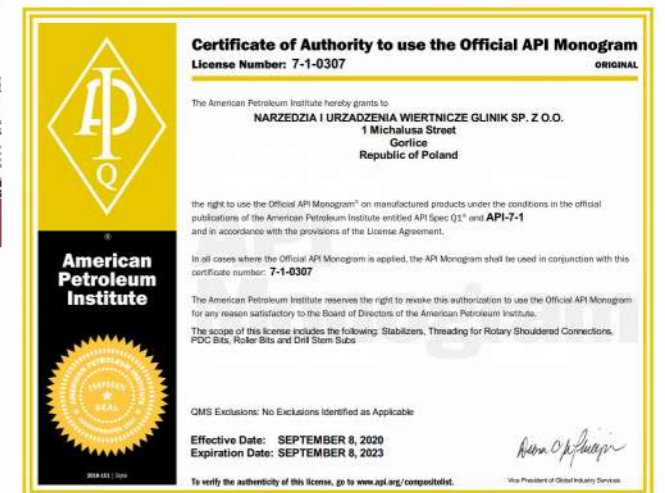 Certificate of Authority to use the Official API Monogram
License Number: 7-1-0307
ORIGINAL
The American Petroleum Institute hereby grants to
NARZEDZIA I URZADZENIA WIERTNICZE GLINIK SP. Z O.O.
1 Michalusa Street
Gorlice
Republic of Poland
the right to use the Official API Monogram® on manufactured products under the conditions in the official
publications of the American Petroleum Institute entitled API Spec Q1® and API-7-1
and in accordance with the provisions of the License Agreement.
In all cases where the Official API Monogram is applied, the API Monogram shall be used in conjunction with this
certificate number: 7-1-0307
The American Petroleum Institute reserves the right to revoke this authorization to use the Official API Monogram
for any reason satisfactory to the Board of Directors of the American Petroleum Institute.
The scope of this license includes the following: Stabilizers, Threading for Rotary Shouldered Connections,
PDC Bits, Roller Bits and Drill Stem Subs
QMS Exclusions: No Exclusions Identified as Applicable
Effective Date: SEPTEMBER 8, 2020
Expiration Date: SEPTEMBER 8, 2023
To verify the authenticity of this license, go to www.api.org/compositelist.
Vice President of Global Industry Services
API
Q
®
American
Petroleum
Institute
AMERICAN PETROLEUM INSTITUTE
CORPORATE
SEAL
API
Monogram